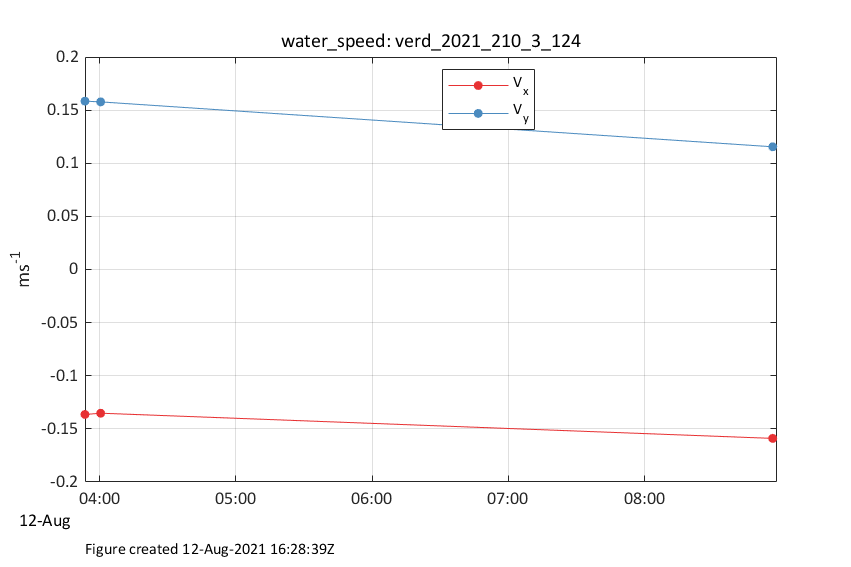 water_speed: verd_2021_210_3_124
0.2
0.15
0.1
0.05
0
-0.05
-0.1
-0.15
-0.2
ms-1
Vx
Vy
04:00 05:00 06:00 07:00 08:00
12-Aug
Figure created 12-Aug-2021 16:28:39Z